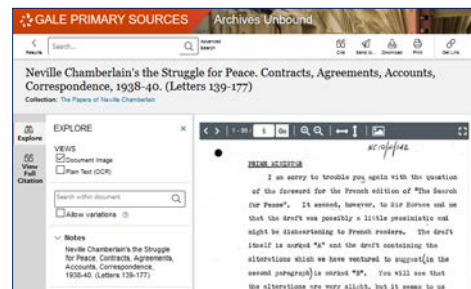 GALE PRIMARY SOURCES
Archives Unbound
Results
Search...
Advanced Search
Cite
Send to...
Download
Print
Get Link
Neville Chamberlain's the Struggle for Peace. Contracts, Agreements, Accounts,
Correspondence, 1938-40. (Letters 139-177)
Collection: The Papers of Neville Chamberlain
Explore
View Full Citation
EXPLORE
×
VIEWS
Document Image
Plain Text (OCR)
Search within document
Allow variations
Notes
Neville Chamberlain's the Struggle
for Peace. Contracts, Agreements,
Accounts, Correspondence,
1938-40. (Letters 139-177)
6
Go
NC 10/11/142
PRIME MINISTER
I am sorry to trouble you again with the question
of the foreword for the French edition of "The Search
for Peace". It seemed, however, to Sir Horace and me
that the draft was possibly a little pessimistic and
might be disheartening to French readers. The draft
itself is marked "A" and the draft containing the
alterations which we have ventured to suggest (in the
second paragraph) is marked "B". You will see that
the alterations are very slight, but it seems to us